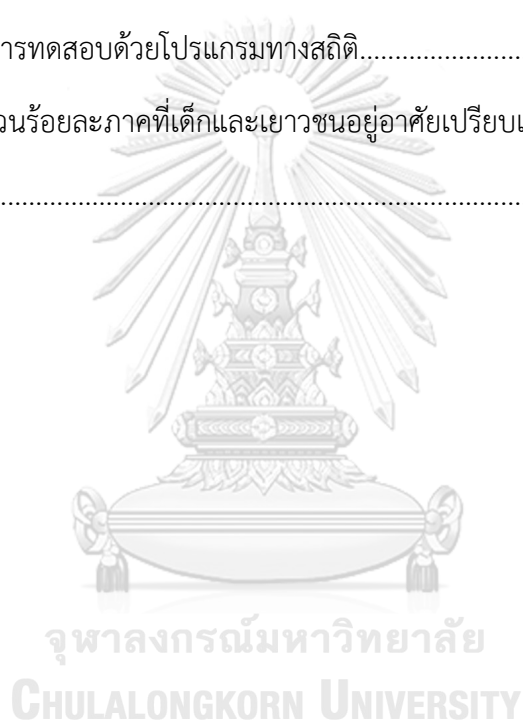 ารทดสอบด้วยโปรแกรมทางสถิติ........................
วนร้อยละภาคที่เด็กและเยาวชนอยู่อาศัยเปรียบเ
....................................................................................
จุฬาลงกรณ์มหาวิทยาลัย
CHULALONGKORN UNIVERSITY